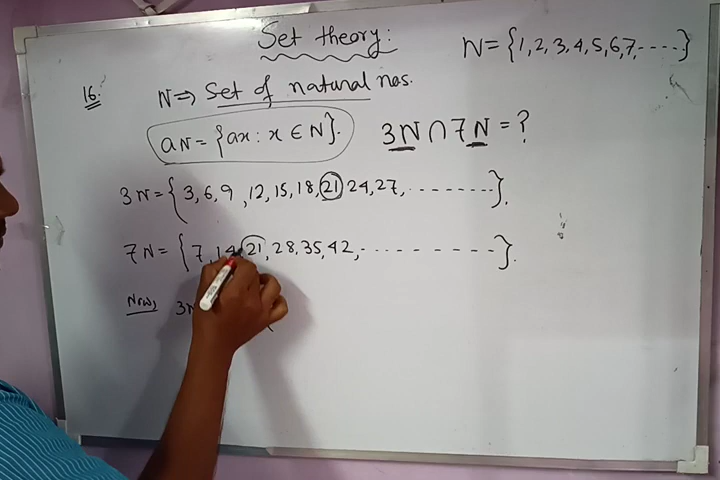 Set theory:
N = {1, 2, 3, 4, 5, 6, 7, -----}
16. N ⇒ Set of natural nos.
aN = {ax : x ∈ N}. 3N ∩ 7N = ?
3N = {3, 6, 9, 12, 15, 18, 21, 24, 27, --------}.
7N = {7, 14, 21, 28, 35, 42, ----------}.
Now,